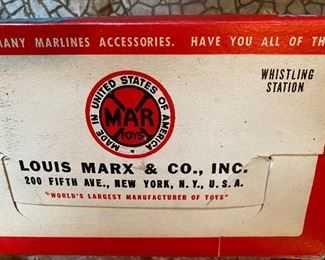 MANY MARLINES ACCESSORIES. HAVE YOU ALL OF TH
WHISTLING
STATION
MADE IN UNITED STATES OF AMERICA
MAR
TOYS
LOUIS MARX & CO., INC.
200 FIFTH AVE., NEW YORK, N.Y., U.S.A.
"WORLD'S LARGEST MANUFACTURER OF TOYS"